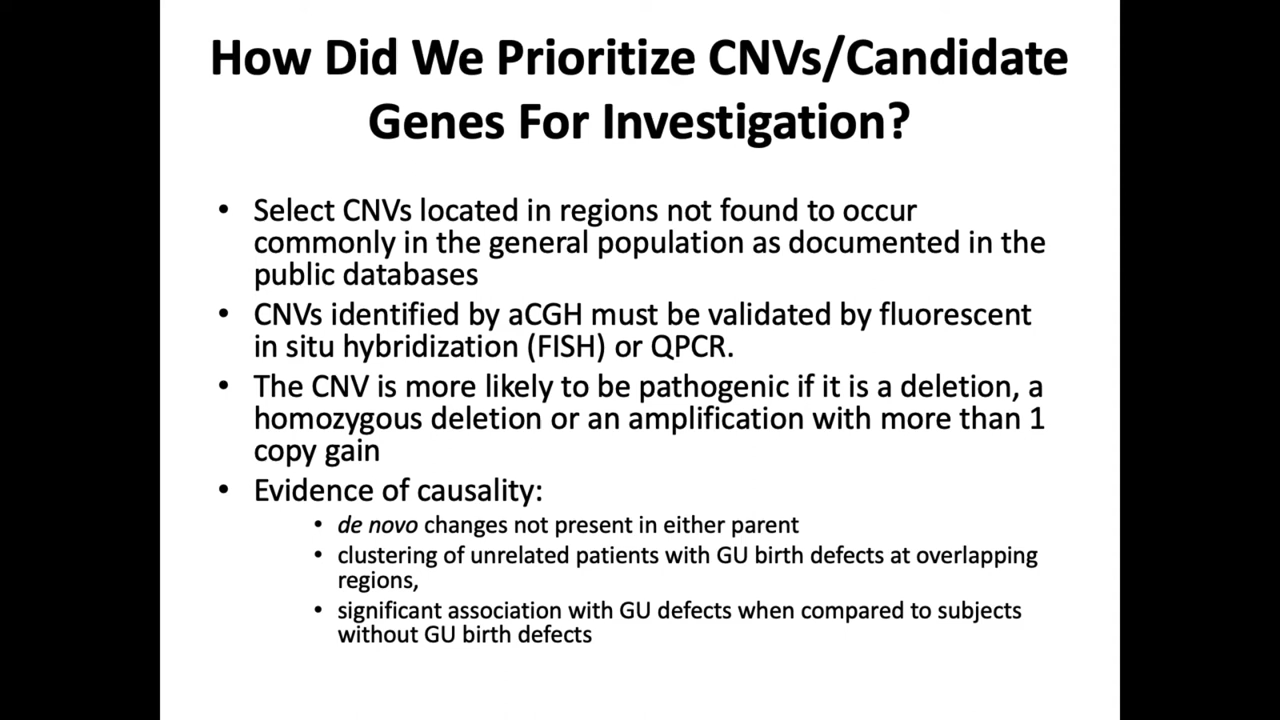 How Did We Prioritize CNVs/Candidate
Genes For Investigation?
• Select CNVs located in regions not found to occur
commonly in the general population as documented in the
public databases
• CNVs identified by aCGH must be validated by fluorescent
in situ hybridization (FISH) or QPCR.
• The CNV is more likely to be pathogenic if it is a deletion, a
homozygous deletion or an amplification with more than 1
copy gain
• Evidence of causality:
• de novo changes not present in either parent
• clustering of unrelated patients with GU birth defects at overlapping
regions,
• significant association with GU defects when compared to subjects
without GU birth defects